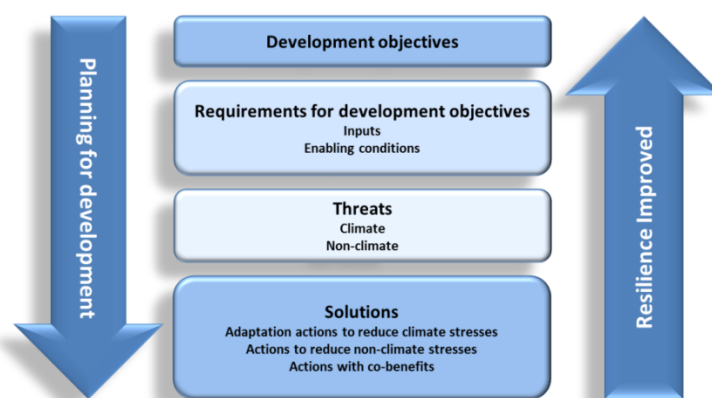 Planning for development
Development objectives
Requirements for development objectives
Inputs
Enabling conditions
Threats
Climate
Non-climate
Solutions
Adaptation actions to reduce climate stresses
Actions to reduce non-climate stresses
Actions with co-benefits
Resilience Improved